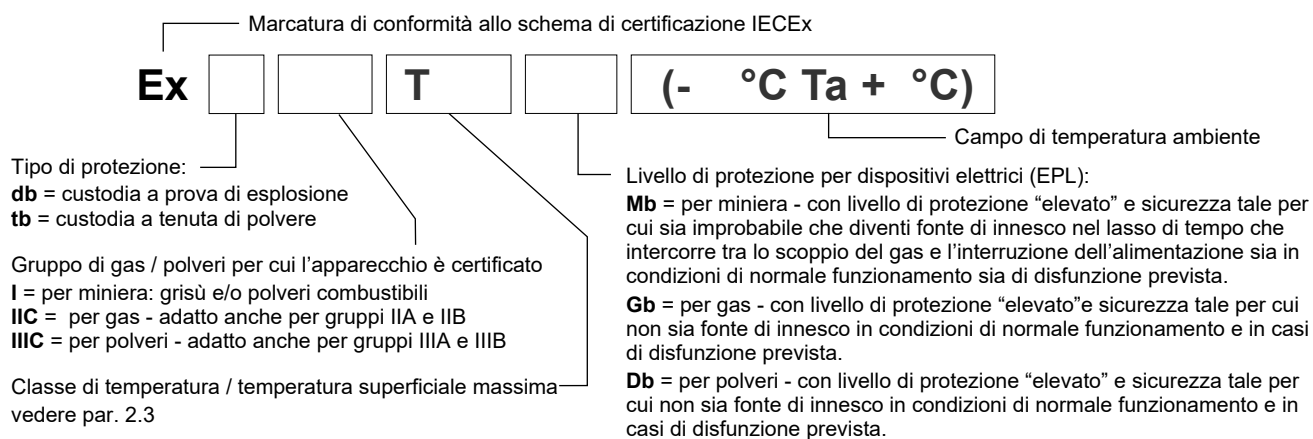 Marcatura di conformità allo schema di certificazione IECEx
Ex T (- °C Ta + °C)
Campo di temperatura ambiente
Tipo di protezione:
db = custodia a prova di esplosione
tb = custodia a tenuta di polvere
Gruppo di gas / polveri per cui l'apparecchio è certificato
I = per miniera: grisù e/o polveri combustibili
IIC = per gas - adatto anche per gruppi IIA e IIB
IIIC = per polveri - adatto anche per gruppi IIIA e IIIB
Classe di temperatura / temperatura superficiale massima
vedere par. 2.3
Livello di protezione per dispositivi elettrici (EPL):
Mb = per miniera - con livello di protezione “elevato” e sicurezza tale per
cui sia improbabile che diventi fonte di innesco nel lasso di tempo che
intercorre tra lo scoppio del gas e l’interruzione dell’alimentazione sia in
condizioni di normale funzionamento sia di disfunzione prevista.
Gb = per gas - con livello di protezione “elevato”e sicurezza tale per cui
non sia fonte di innesco in condizioni di normale funzionamento e in casi
di disfunzione prevista.
Db = per polveri - con livello di protezione “elevato” e sicurezza tale per
cui non sia fonte di innesco in condizioni di normale funzionamento e in
casi di disfunzione prevista.